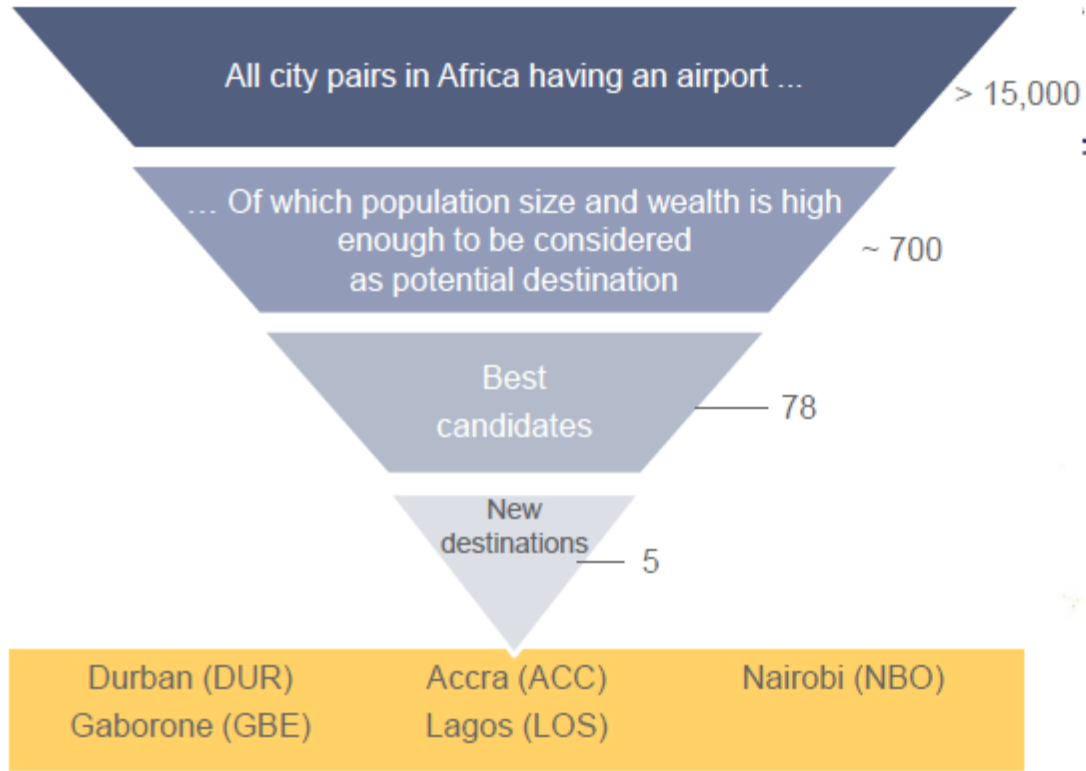 All city pairs in Africa having an airport ...
> 15,000
... Of which population size and wealth is high
enough to be considered
as potential destination
~ 700
Best
candidates
78
New
destinations
5
Durban (DUR) Accra (ACC) Nairobi (NBO)
Gaborone (GBE) Lagos (LOS)